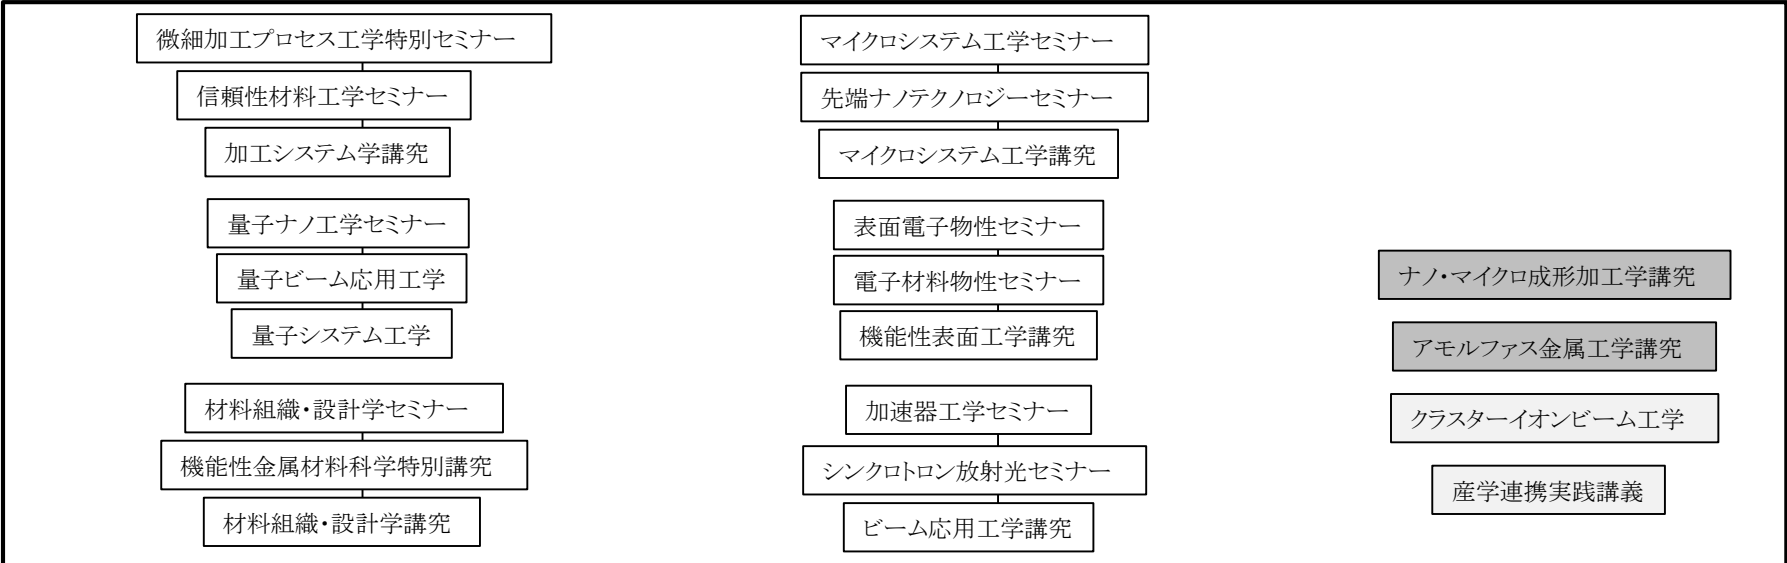 微細加工プロセス工学特別セミナー
信頼性材料工学セミナー
加工システム学講究
量子ナノ工学セミナー
量子ビーム応用工学
量子システム工学
材料組織・設計学セミナー
機能性金属材料科学特別講究
材料組織・設計学講究
マイクロシステム工学セミナー
先端ナノテクノロジーセミナー
マイクロシステム工学講究
表面電子物性セミナー
電子材料物性セミナー
機能性表面工学講究
加速器工学セミナー
シンクロトロン放射光セミナー
ビーム応用工学講究
ナノ・マイクロ成形加工学講究
アモルファス金属工学講究
クラスターイオンビーム工学
産学連携実践講義